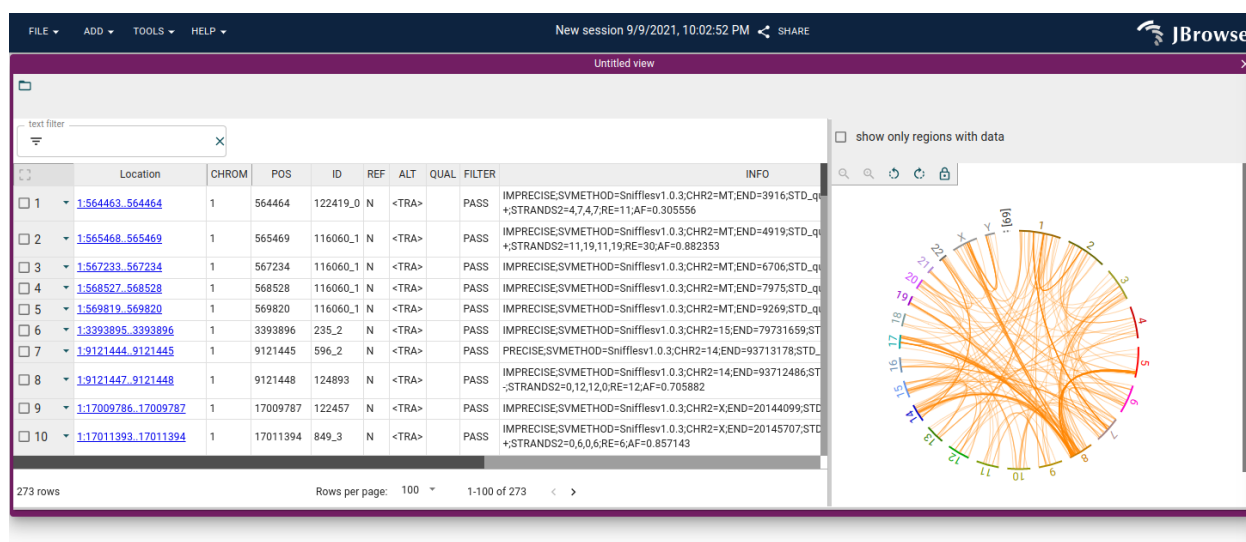 FILE ADD TOOLS HELP New session 9/9/2021, 10:02:52 PM SHARE JBrowse
Untitled view
text filter
show only regions with data
Location CHROM POS ID REF ALT QUAL FILTER INFO
1 1:564463..564464 1 564464 122419_0 N <TRA> PASS IMPRECISE;SVMETHOD=Snifflesv1.0.3;CHR2=MT;END=3916;STD_qu
+;STRANDS2=4,7,4,7;RE=11;AF=0.305556
2 1:565468..565469 1 565469 116060_1 N <TRA> PASS IMPRECISE;SVMETHOD=Snifflesv1.0.3;CHR2=MT;END=4919;STD_qu
+;STRANDS2=11,19,11,19;RE=30;AF=0.882353
3 1:567233..567234 1 567234 116060_1 N <TRA> PASS IMPRECISE;SVMETHOD=Snifflesv1.0.3;CHR2=MT;END=6706;STD_qu
4 1:568527..568528 1 568528 116060_1 N <TRA> PASS IMPRECISE;SVMETHOD=Snifflesv1.0.3;CHR2=MT;END=7975;STD_qu
5 1:569819..569820 1 569820 116060_1 N <TRA> PASS IMPRECISE;SVMETHOD=Snifflesv1.0.3;CHR2=MT;END=9269;STD_qu
6 1:3393895..3393896 1 3393896 235_2 N <TRA> PASS IMPRECISE;SVMETHOD=Snifflesv1.0.3;CHR2=15;END=79731659;ST
7 1:9121444..9121445 1 9121445 596_2 N <TRA> PASS PRECISE;SVMETHOD=Snifflesv1.0.3;CHR2=14;END=93713178;STD_
8 1:9121447..9121448 1 9121448 124893 N <TRA> PASS IMPRECISE;SVMETHOD=Snifflesv1.0.3;CHR2=14;END=93712486;ST
-;STRANDS2=0,12,12,0;RE=12;AF=0.705882
9 1:17009786..17009787 1 17009787 122457 N <TRA> PASS IMPRECISE;SVMETHOD=Snifflesv1.0.3;CHR2=X;END=20144099;STD
10 1:17011393..17011394 1 17011394 849_3 N <TRA> PASS IMPRECISE;SVMETHOD=Snifflesv1.0.3;CHR2=X;END=20145707;STD
+;STRANDS2=0,6,0,6;RE=6;AF=0.857143
273 rows Rows per page: 100 1-100 of 273
1
2
3
4
5
6
7
8
9
10
11
12
13
14
15
16
17
18
19
20
21
22
X
Y
[69]